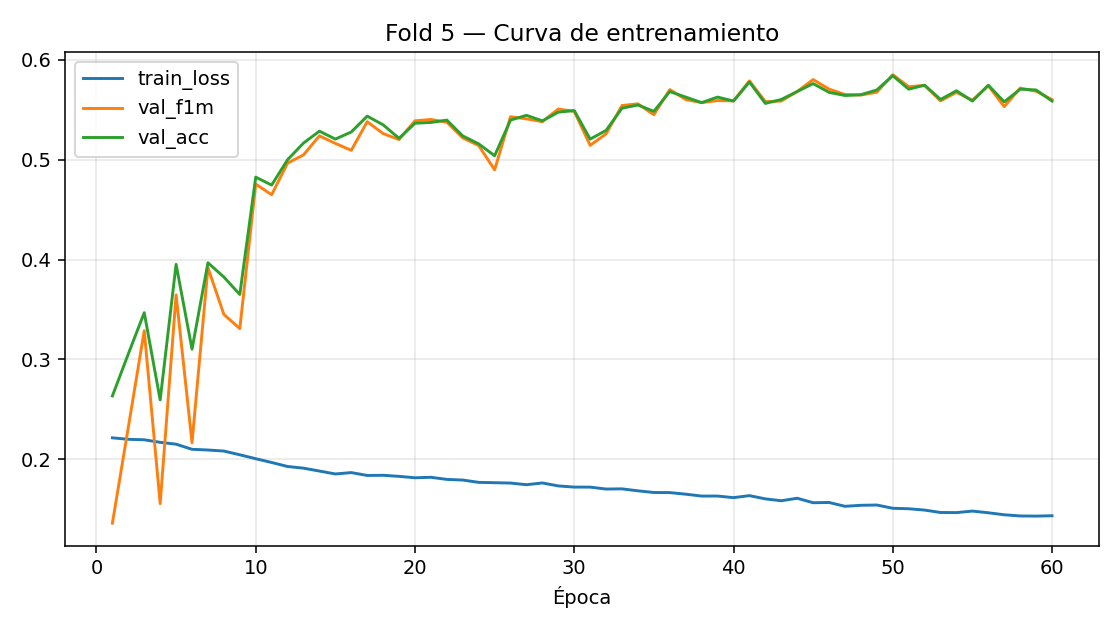 Fold 5 — Curva de entrenamiento
train_loss
val_f1m
val_acc
0.6
0.5
0.4
0.3
0.2
0 10 20 30 40 50 60
Época